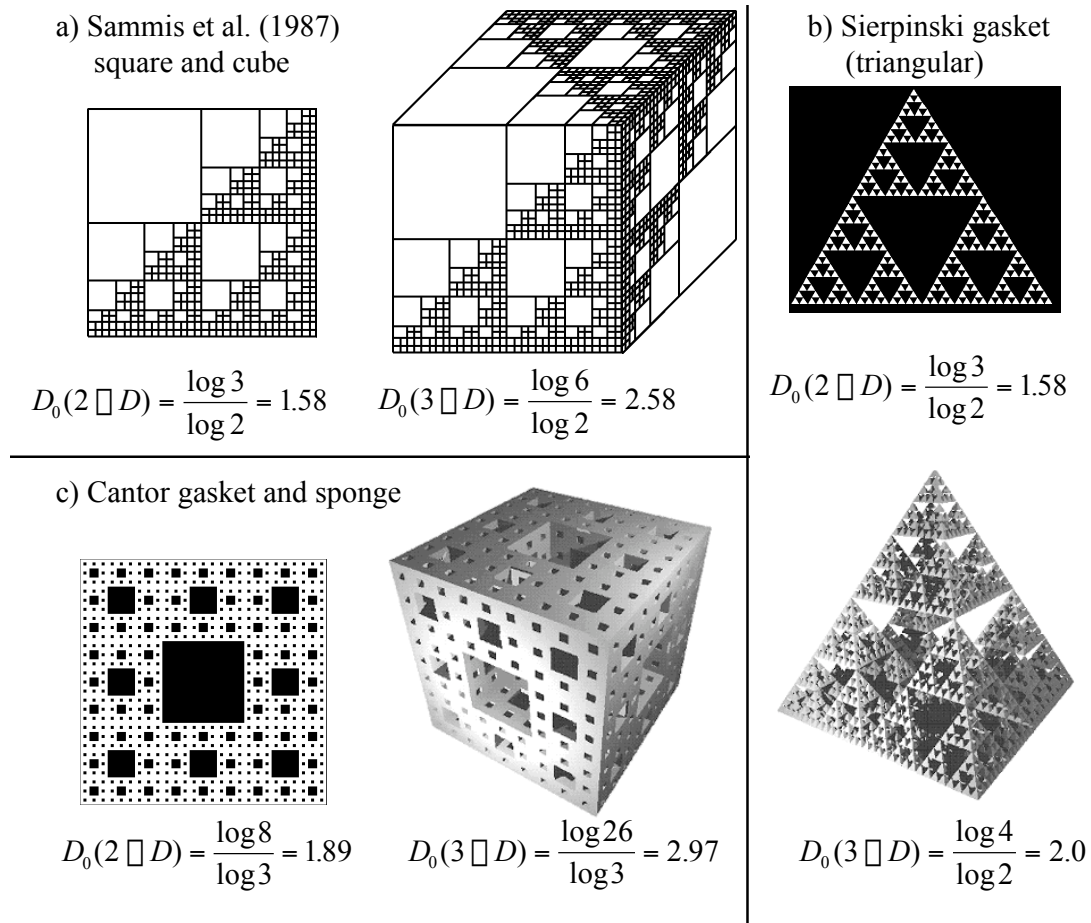 a) Sammis et al. (1987)
square and cube
D₀(2 □ D) = log 3 / log 2 = 1.58
D₀(3 □ D) = log 6 / log 2 = 2.58
b) Sierpinski gasket
(triangular)
D₀(2 □ D) = log 3 / log 2 = 1.58
c) Cantor gasket and sponge
D₀(2 □ D) = log 8 / log 3 = 1.89
D₀(3 □ D) = log 26 / log 3 = 2.97
D₀(3 □ D) = log 4 / log 2 = 2.0